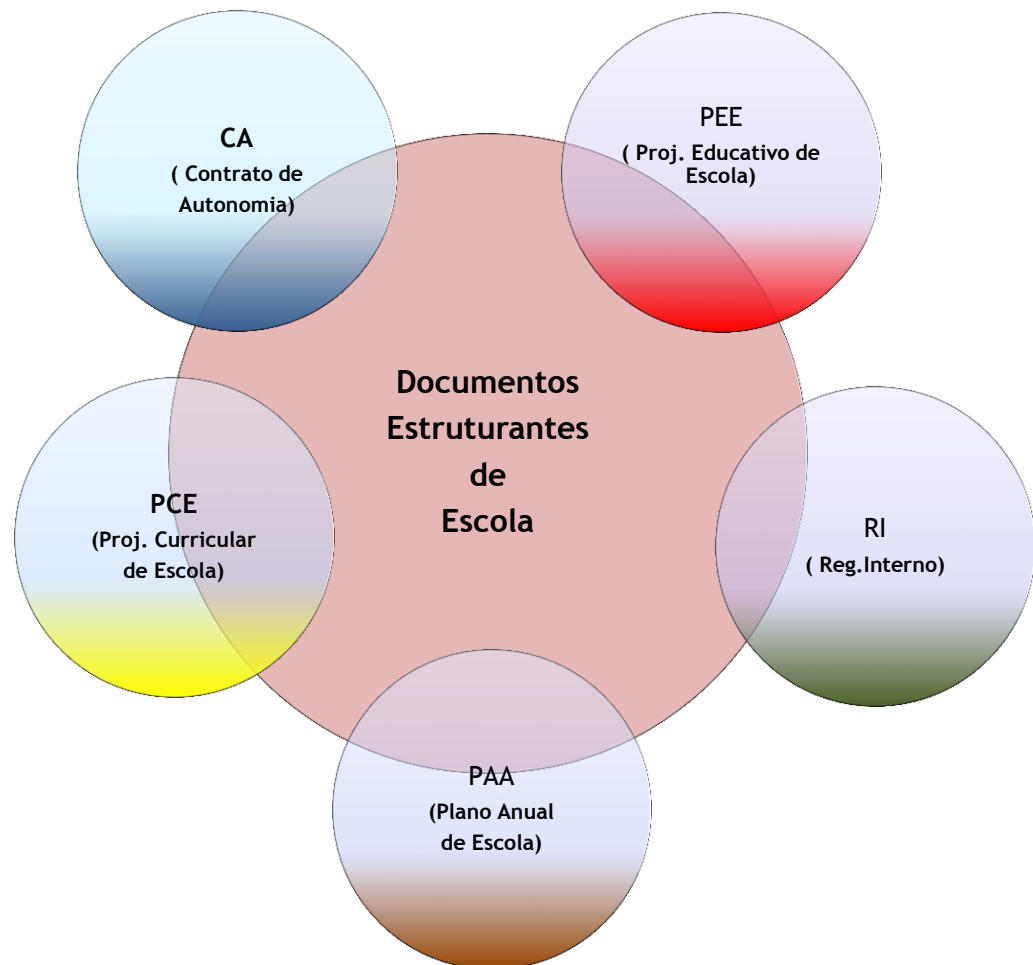 CA
( Contrato de
Autonomia)
PEE
( Proj. Educativo de
Escola)
Documentos
Estruturantes
de
Escola
PCE
(Proj. Curricular
de Escola)
RI
( Reg.Interno)
PAA
(Plano Anual
de Escola)